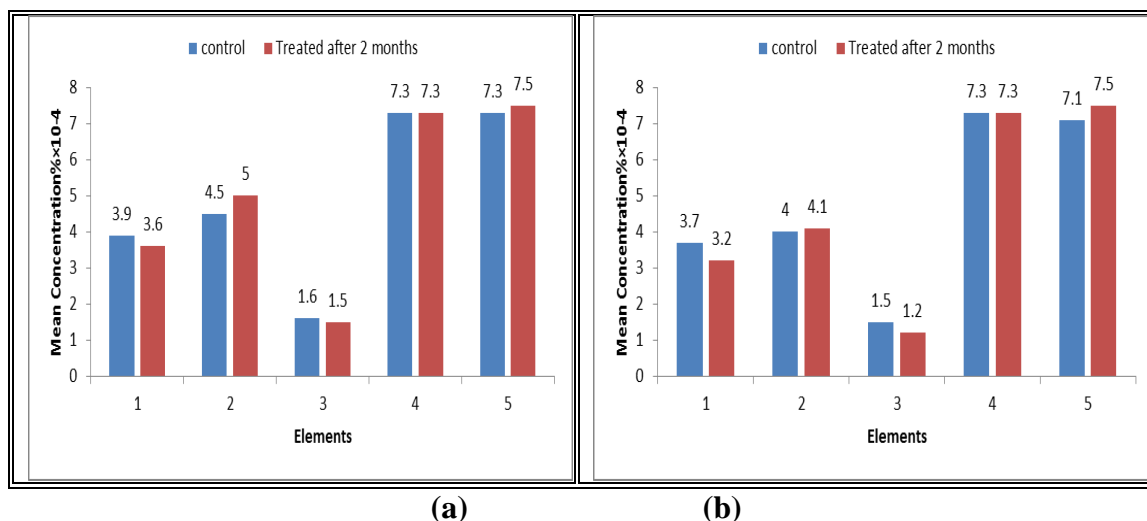 control Treated after 2 months
Mean Concentration%×10-4
8
7
6
5
4
3
2
1
0
3.9 3.6 4.5 5 1.6 1.5 7.3 7.3 7.3 7.5
1 2 3 4 5
Elements
(a)
control Treated after 2 months
Mean Concentration%×10-4
8
7
6
5
4
3
2
1
0
3.7 3.2 4 4.1 1.5 1.2 7.3 7.3 7.1 7.5
1 2 3 4 5
Elements
(b)